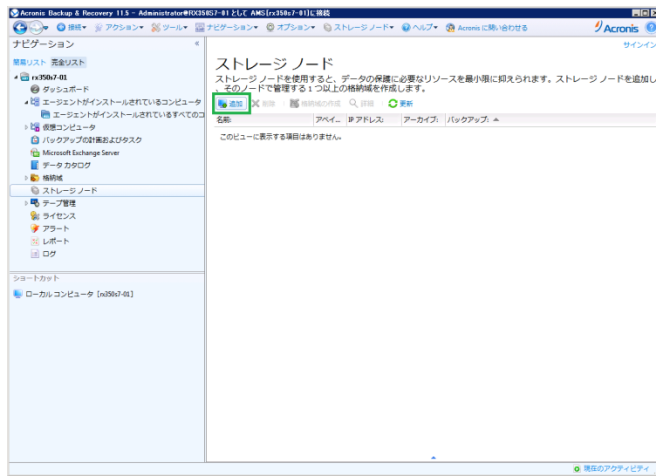 Acronis Backup & Recovery 11.5 - Administrator@RX350S7-01 として AMS[rx350s7-01]に接続
接続 アクション ツール ナビゲーション オプション ストレージノード ヘルプ Acronis に問い合わせる Acronis
ナビゲーション
サインイン
簡易リスト 完全リスト
ストレージ ノード
ストレージノードを使用すると、データの保護に必要なリソースを最小限に抑えられます。ストレージ ノードを追加し
、そのノードで管理する 1 つ以上の格納域を作成します。
追加 削除 格納域の作成 詳細 更新
名前: IP アドレス: アーカイブ: バックアップ:
このビューに表示する項目はありません。
rx350s7-01
ダッシュボード
エージェントがインストールされているコンピュータ
エージェントがインストールされているすべてのコ
仮想コンピュータ
バックアップの計画およびタスク
Microsoft Exchange Server
データ カタログ
格納域
ストレージ ノード
テープ管理
ライセンス
アラート
レポート
ログ
ショートカット
ローカル コンピュータ [rx350s7-01]
現在のアクティビティ